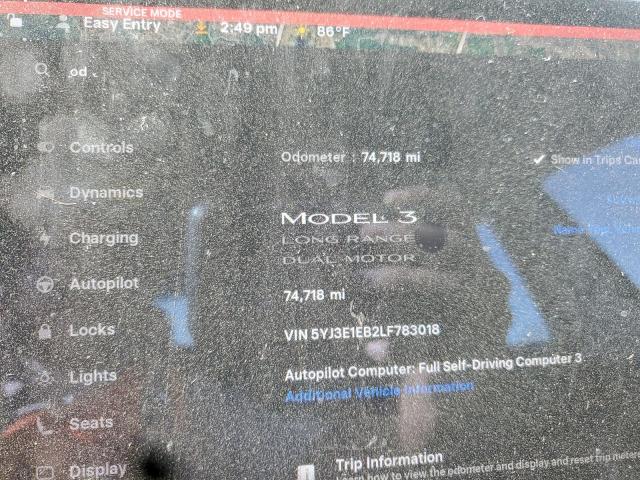 SERVICE MODE
Easy Entry 2:49 pm 86°F
od
Controls
Odometer : 74,718 mi
Show in Trips
Dynamics
MODEL 3
Charging
LONG RANGE
DUAL MOTOR
Autopilot
74,718 mi
Locks
VIN 5YJ3E1EB2LF783018
Lights
Autopilot Computer: Full Self-Driving Computer 3
Additional Vehicle Information
Seats
Display
Trip Information
Learn how to view the odometer and display and reset trip meters